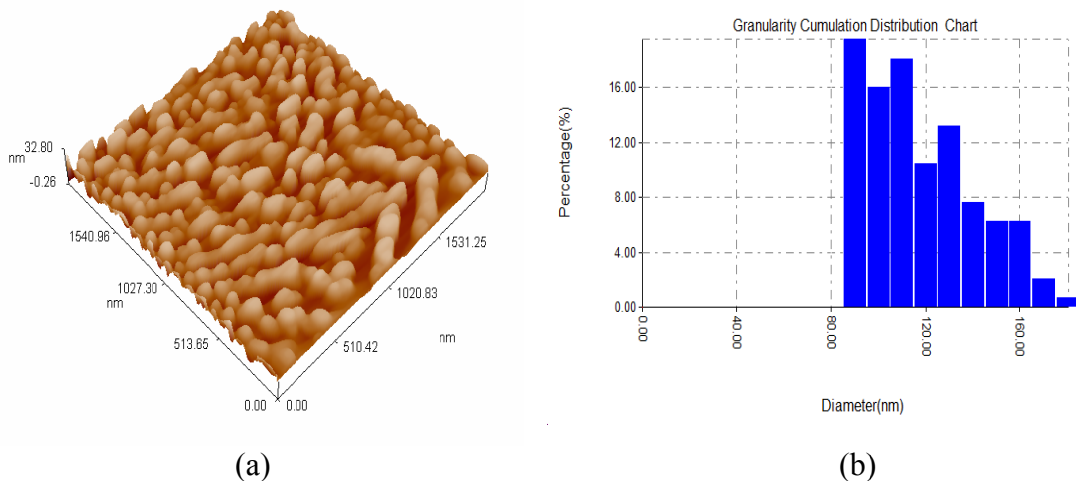 32.80
nm
-0.26
1540.96
1027.30
nm
513.65
0.00
0.00
510.42
nm
1020.83
1531.25
(a)
Granularity Cumulation Distribution Chart
Percentage(%)
16.00
12.00
8.00
4.00
0.00
0.00
40.00
80.00
120.00
160.00
Diameter(nm)
(b)